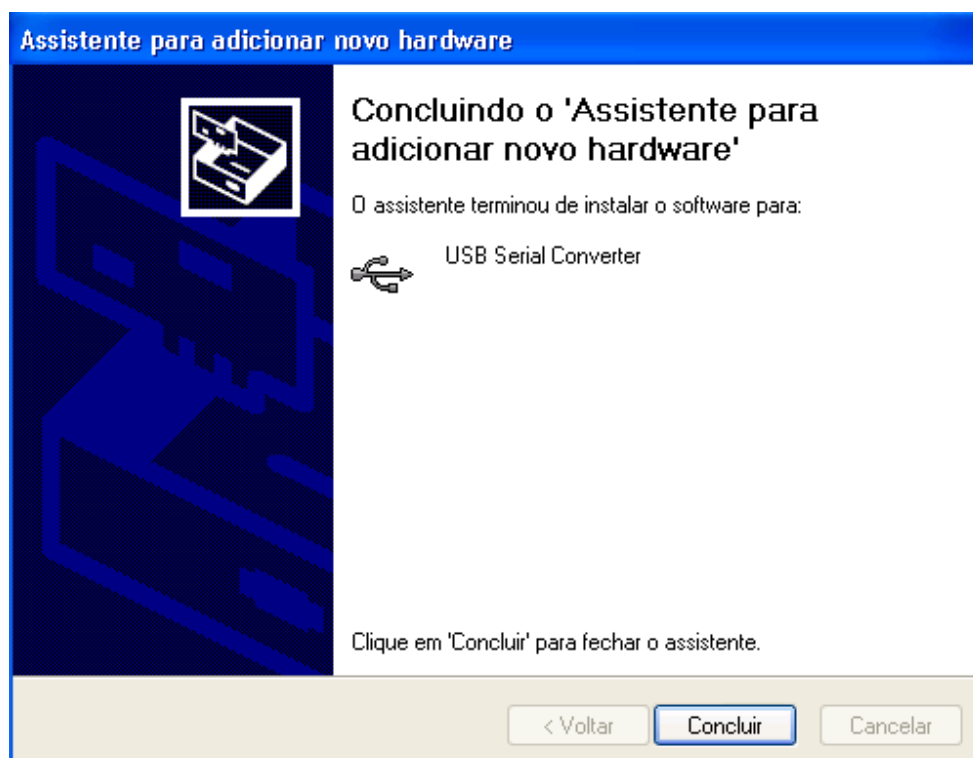 Assistente para adicionar novo hardware
Concluindo o 'Assistente para
adicionar novo hardware'
O assistente terminou de instalar o software para:
USB Serial Converter
Clique em 'Concluir' para fechar o assistente.
< Voltar
Concluir
Cancelar